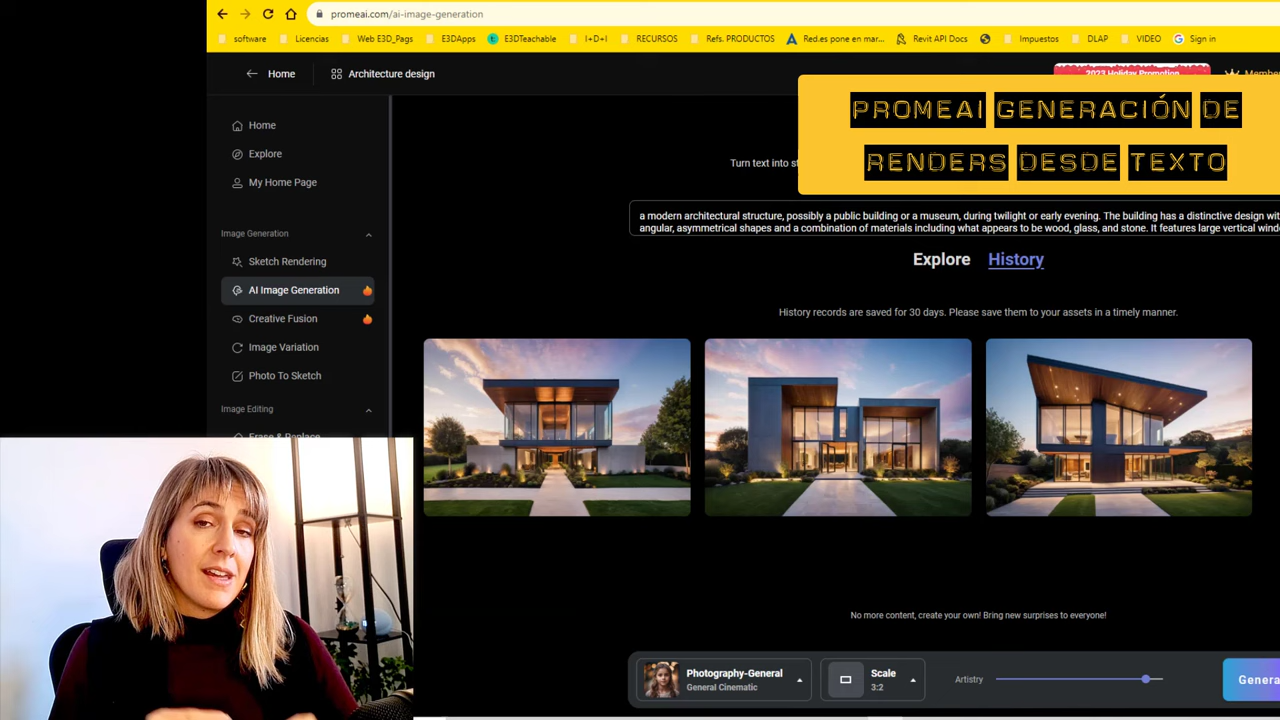 promeai.com/ai-image-generation
software Licencias Web E3D_Pags E3DApps E3DTeachable I+D+I RECURSOS Refs. PRODUCTOS Red.es pone en mar... Revit API Docs Impuestos DLAP VIDEO Sign in
Home Architecture design
2023 Holiday Promotion
PROMEAI GENERACIÓN DE
RENDERS DESDE TEXTO
Home
Explore
My Home Page
Turn text into
a modern architectural structure, possibly a public building or a museum, during twilight or early evening. The building has a distinctive design
angular, asymmetrical shapes and a combination of materials including what appears to be wood, glass, and stone. It features large vertical
Image Generation
Sketch Rendering
AI Image Generation
Creative Fusion
Image Variation
Photo To Sketch
Image Editing
Erase & Replace
Explore History
History records are saved for 30 days. Please save them to your assets in a timely manner.
No more content, create your own! Bring new surprises to everyone!
Photography-General
General Cinematic
Scale
3:2
Artistry